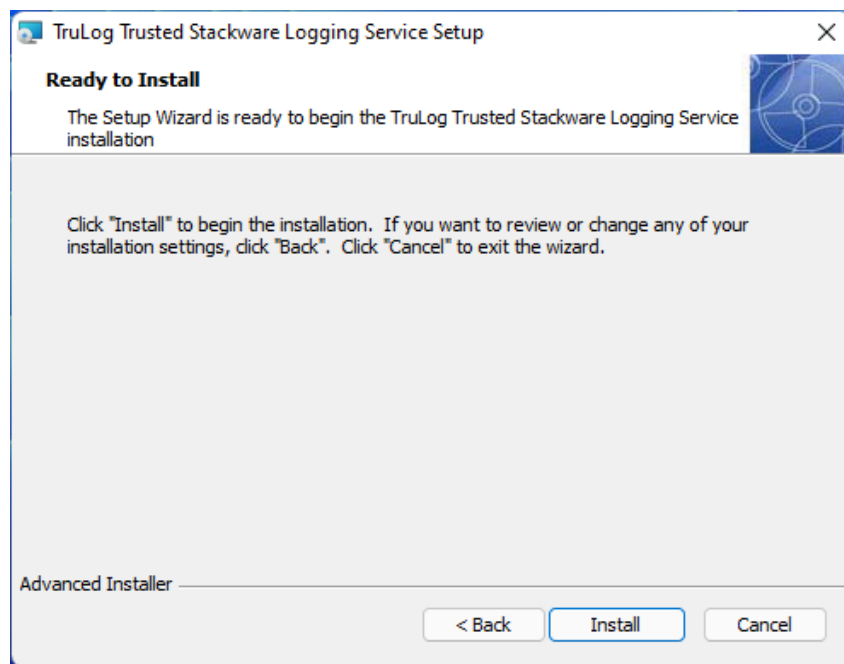 TruLog Trusted Stackware Logging Service Setup
Ready to Install
The Setup Wizard is ready to begin the TruLog Trusted Stackware Logging Service
installation
Click "Install" to begin the installation.  If you want to review or change any of your
installation settings, click "Back".  Click "Cancel" to exit the wizard.
Advanced Installer
< Back Install Cancel